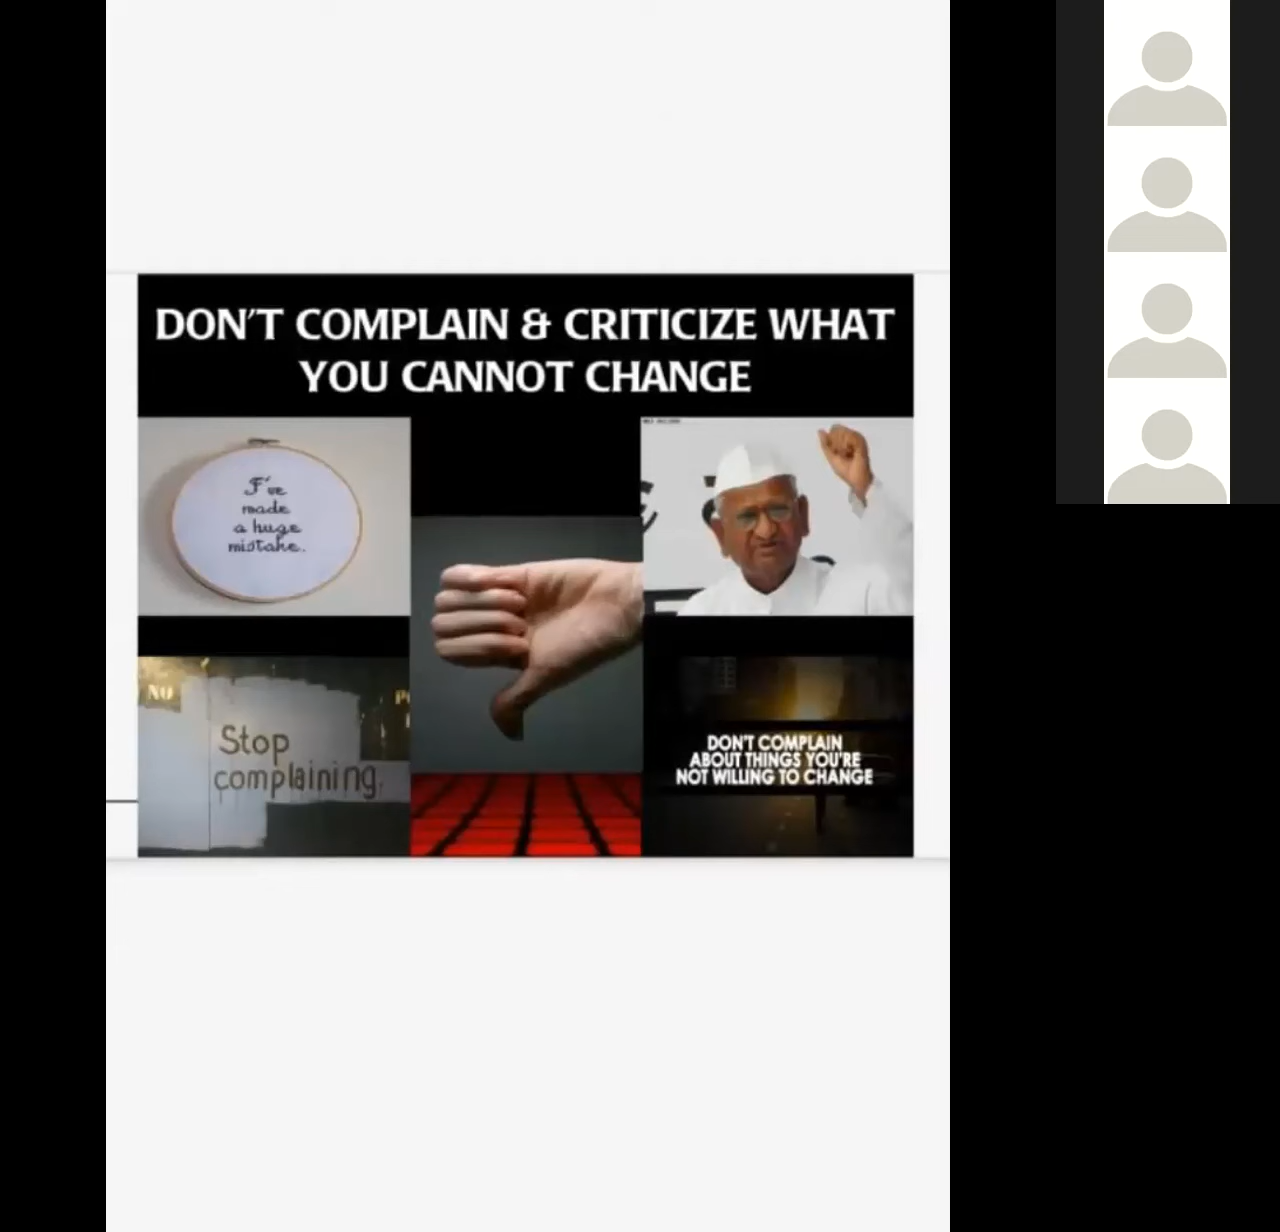 DON'T COMPLAIN & CRITICIZE WHAT
YOU CANNOT CHANGE
I've
made
a huge
mistake.
NO
Stop
complaining.
DON'T COMPLAIN
ABOUT THINGS YOU'RE
NOT WILLING TO CHANGE